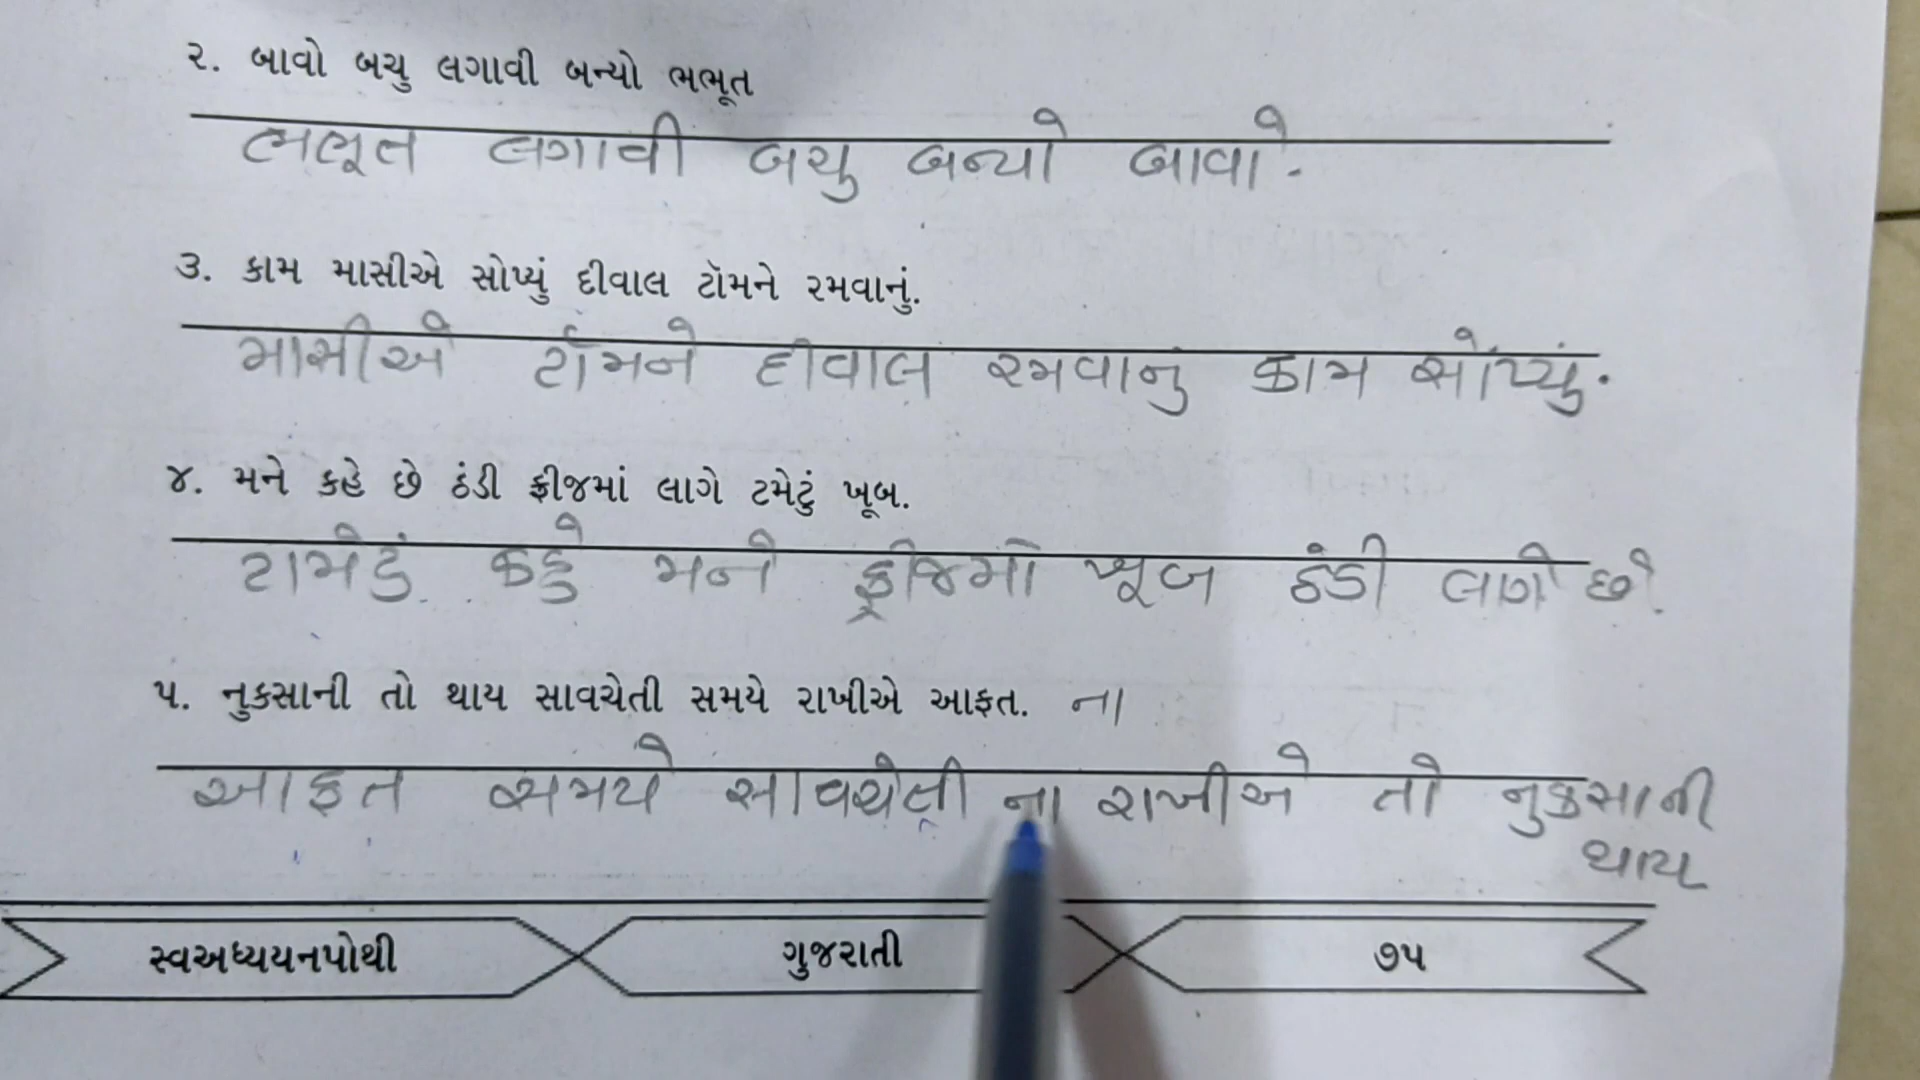 ૨. બાવો બચુ લગાવી બન્યો ભભૂત
ભભૂત લગાવી બચુ બન્યો બાવો.
૩. કામ માસીએ સોપ્યું દીવાલ ટૉમને રમવાનું.
માસીએ ટૉમને દીવાલ રમવાનુ કામ સોંપ્યું.
૪. મને કહે છે ઠંડી ફ્રીજમાં લાગે ટમેટું ખૂબ.
ટામેટું કહે મને ફ્રીજમાં ખૂબ ઠંડી લાગે છે.
૫. નુકસાની તો થાય સાવચેતી સમયે રાખીએ આફત. ના
આફત સમયે સાવચેતી ના રાખીએ તો નુકસાની
થાય
સ્વઅધ્યયનપોથી ગુજરાતી ૭૫